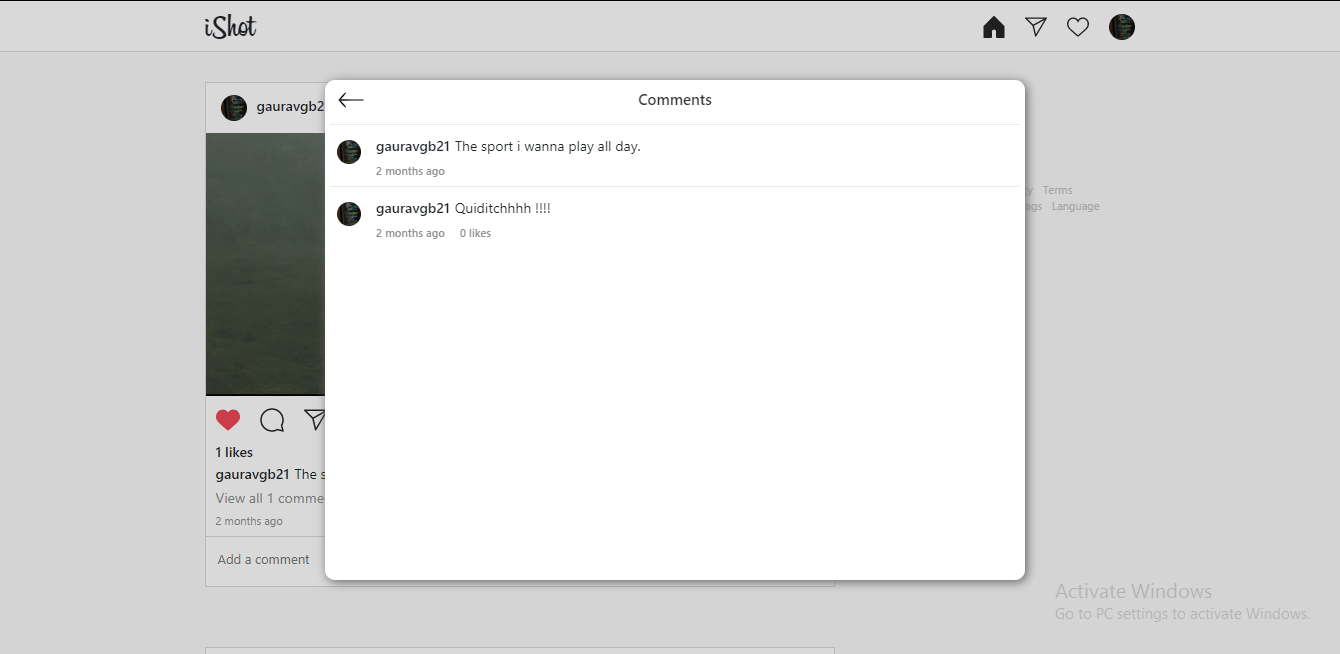 iShot
gauravgb2
Comments
gauravgb21 The sport i wanna play all day.
2 months ago
gauravgb21 Quiditchhhh !!!!
2 months ago 0 likes
Terms
Language
1 likes
gauravgb21 The s
View all 1 comme
2 months ago
Add a comment
Activate Windows
Go to PC settings to activate Windows.